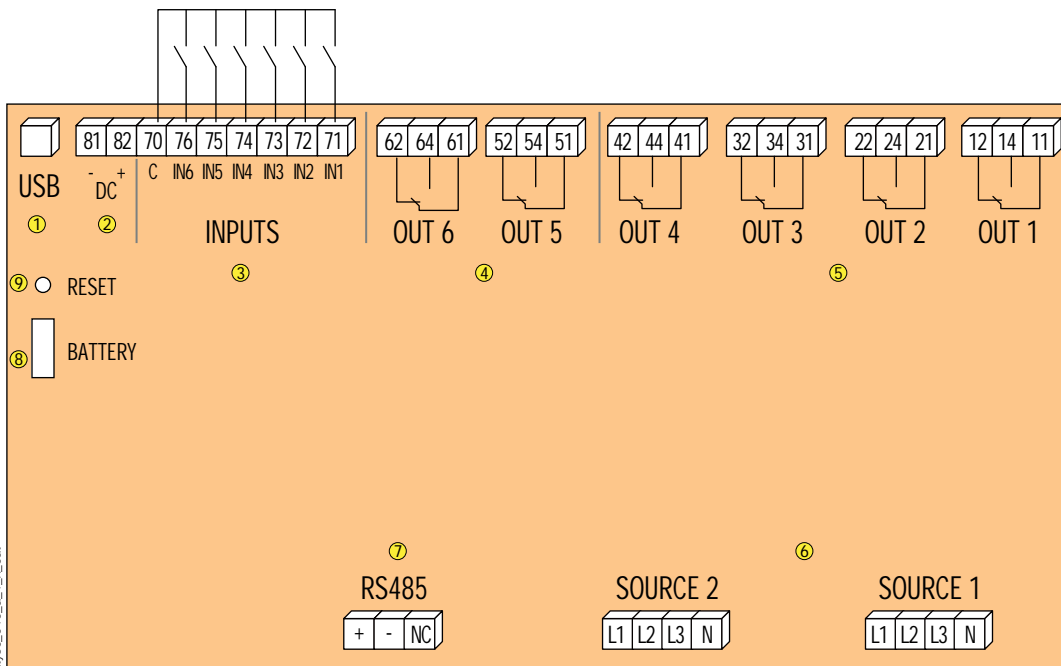 81 82 70 76 75 74 73 72 71 62 64 61 52 54 51 42 44 41 32 34 31 22 24 21 12 14 11
- DC + C IN6 IN5 IN4 IN3 IN2 IN1
USB
INPUTS OUT 6 OUT 5 OUT 4 OUT 3 OUT 2 OUT 1
1 2
3 4 5
9 RESET
8 BATTERY
7 6
RS485 SOURCE 2 SOURCE 1
+ - NC L1 L2 L3 N L1 L2 L3 N